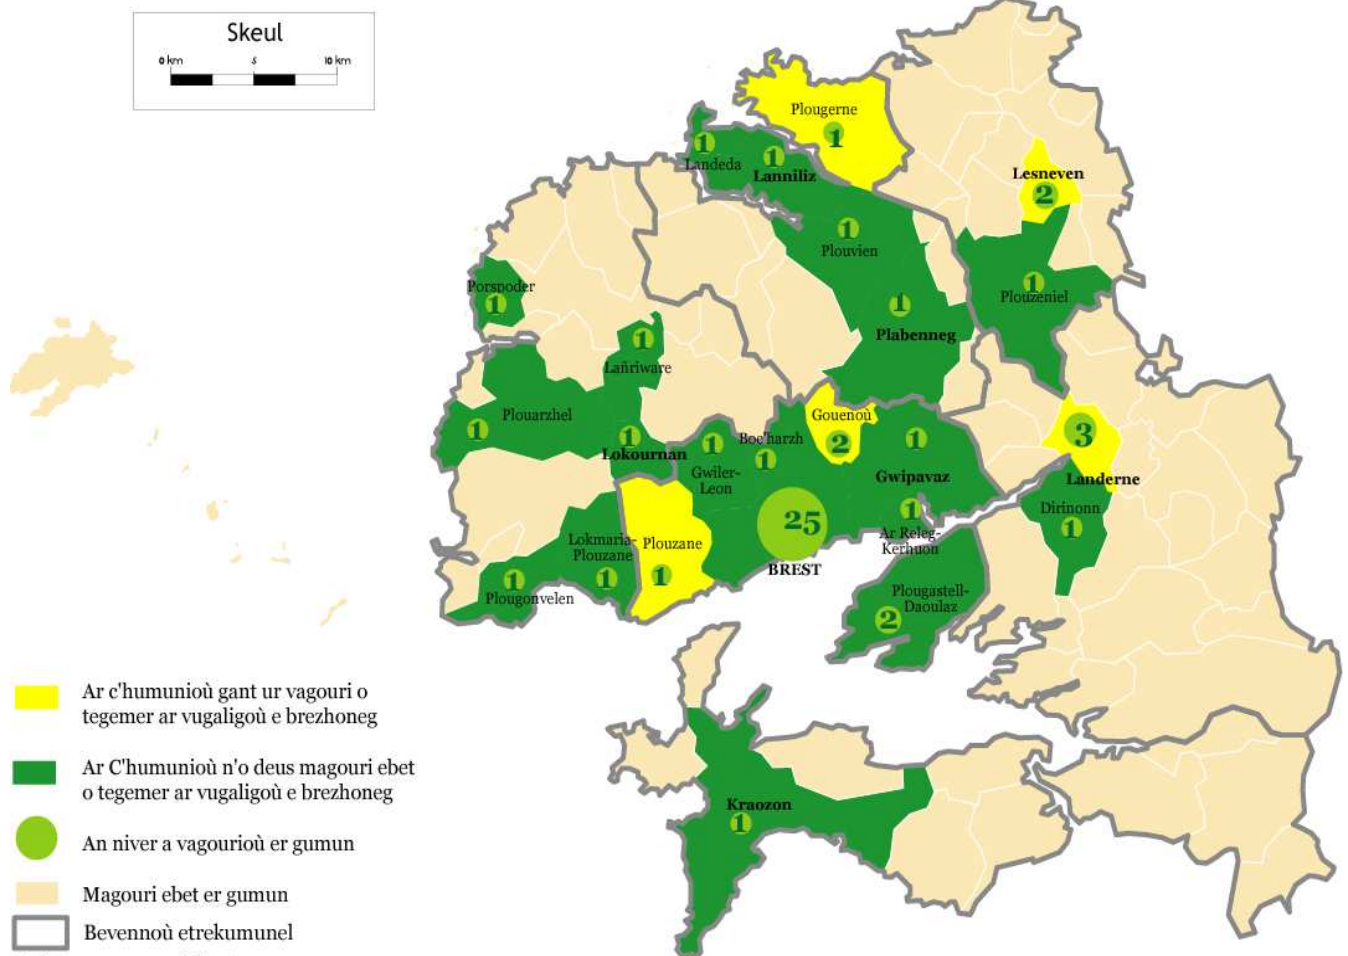 Skeul
0 km 5 10 km
Plougerne
1
1
Landeda
1
Lanniliz
Lesneven
2
1
Plouvien
1
Plouzeniel
Porspoder
1
1
Plabenneg
1
Lañriware
Plouarzhel
1
1
Lokournan
1
Gwiler-
Leon
Boc'harzh
1
Gouenoù
2
1
Gwipavaz
3
Landerne
25
BREST
1
Ar Releg-
Kerhuon
Dirinonn
1
Lokmaria-
Plouzane
1
Plouzane
1
1
Plougonvelen
Plougastell-
Daoulaz
2
Kraozon
1
Ar c'humunioù gant ur vagouri o
tegemer ar vugaligoù e brezhoneg
Ar C'humunioù n'o deus magouri ebet
o tegemer ar vugaligoù e brezhoneg
An niver a vagourioù er gumun
Magouri ebet er gumun
Bevennoù etrekumunel